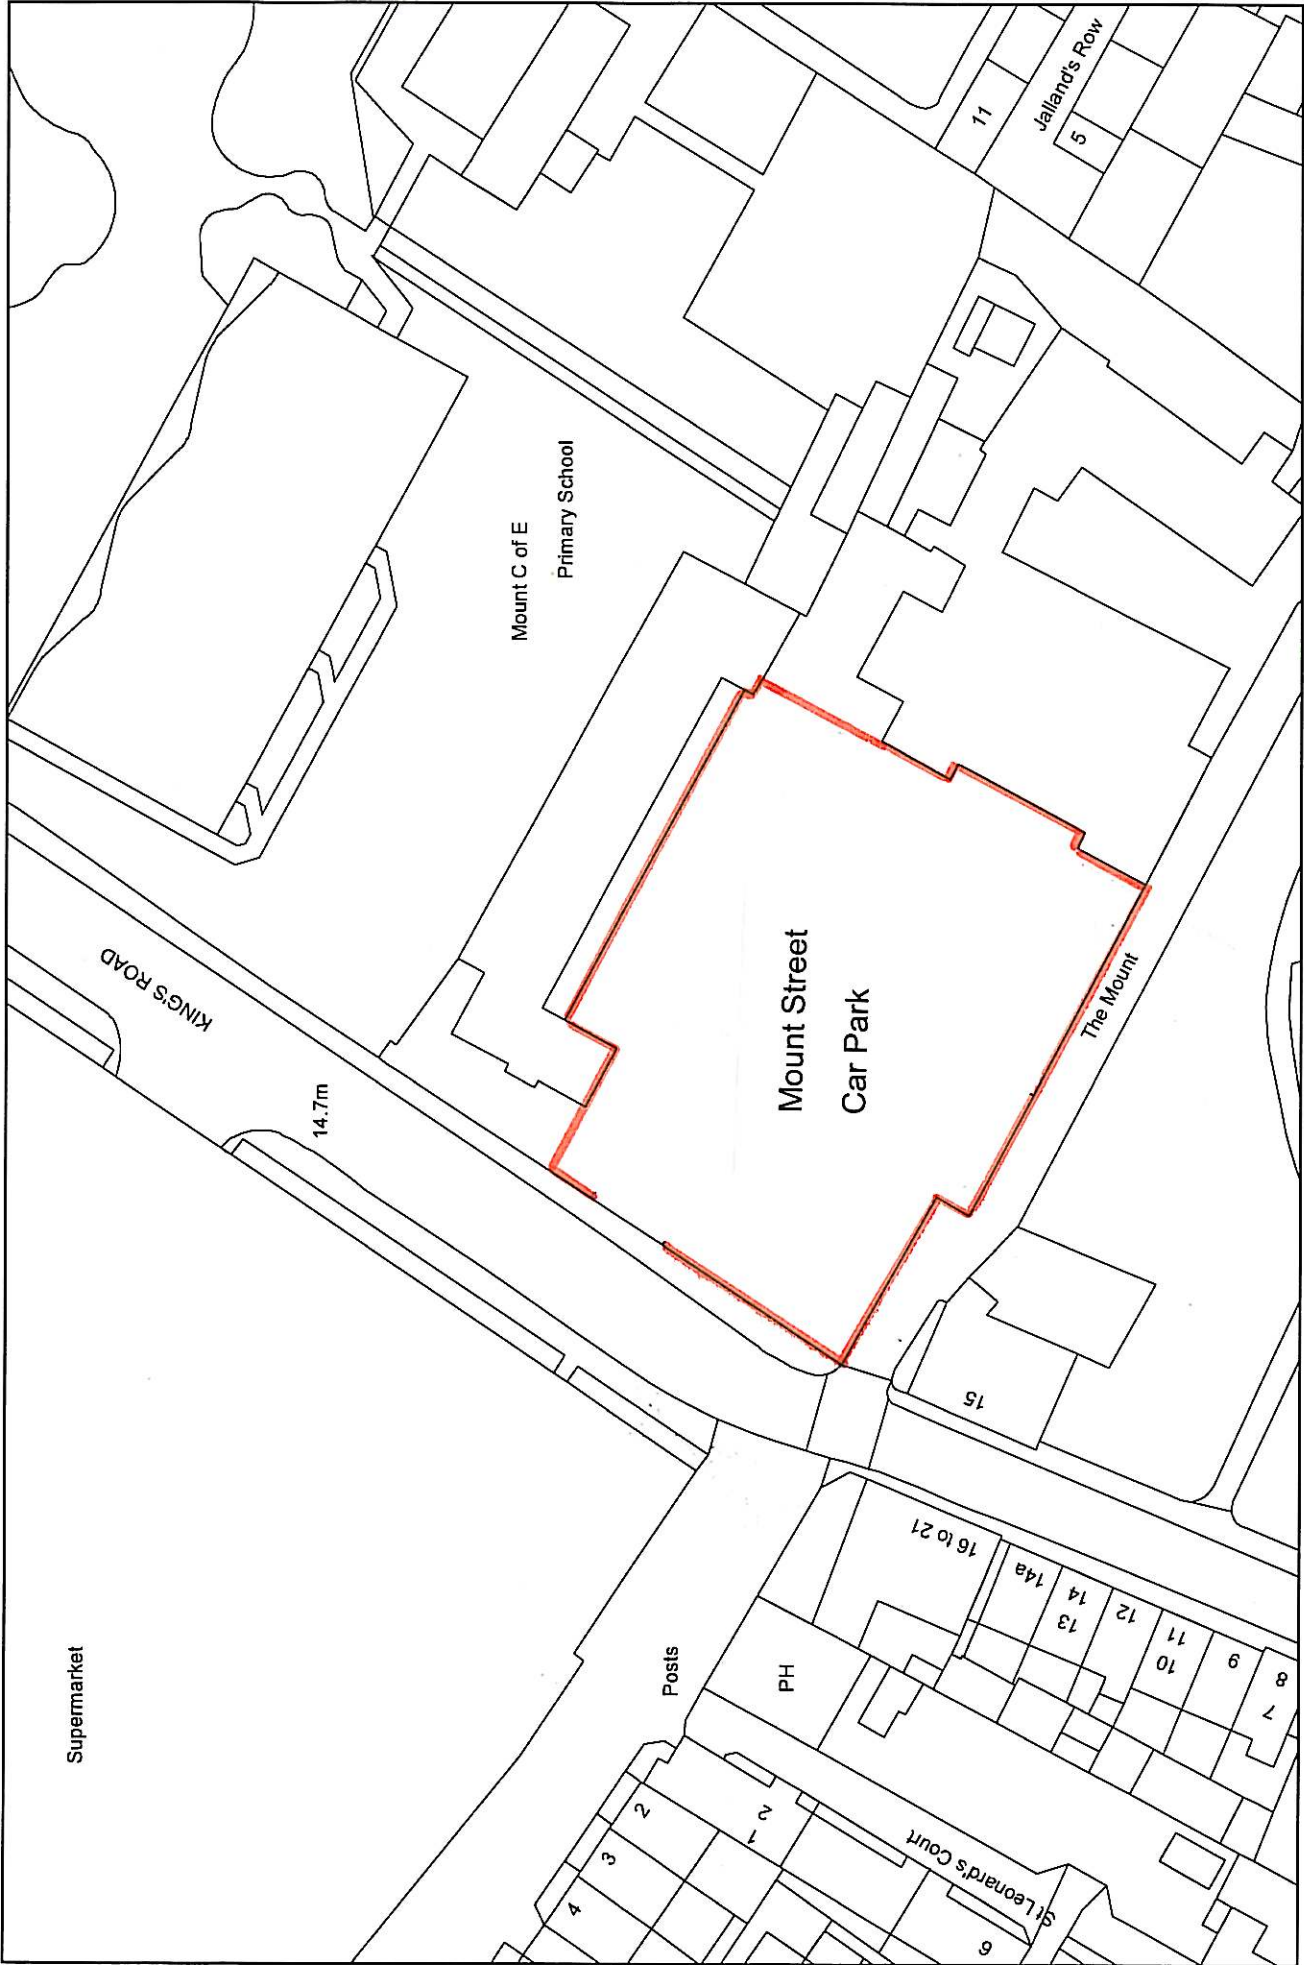 Supermarket
KING'S ROAD
14.7m
Mount C of E
Primary School
Jalland's Row
11
5
Mount Street
Car Park
The Mount
15
16 to 21
14a
14
13
12
11
10
9
8
7
Posts
PH
2
3
4
1
2
St Leonard's Court
6